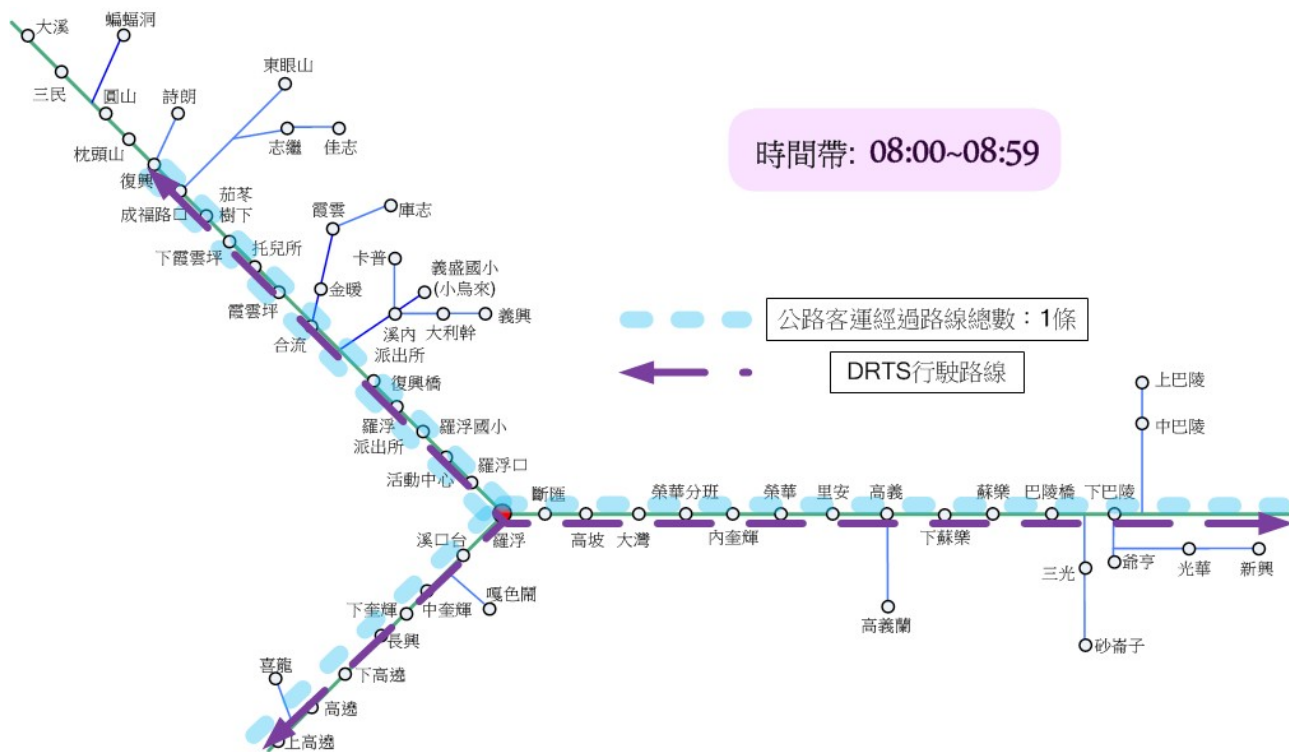 大溪
蝙蝠洞
三民
圓山
詩朗
東眼山
志繼
佳志
枕頭山
時間帶: 08:00~08:59
復興
成福路口
茄苳
樹下
下霞雲坪
托兒所
霞雲
庫志
卡普
義盛國小
(小烏來)
霞雲坪
金暖
合流
溪內
派出所
大利幹
義興
公路客運經過路線總數：1條
DRTS行駛路線
復興橋
羅浮
派出所
羅浮國小
活動中心
羅浮口
上巴陵
中巴陵
斷匯
榮華分班
榮華
里安
高義
蘇樂
巴陵橋
下巴陵
羅浮
高坡
大灣
內奎輝
下蘇樂
溪口台
嘎色鬧
高義蘭
三光
爺亨
光華
新興
砂崙子
下奎輝
中奎輝
長興
喜龍
下高遶
高遶
上高遶